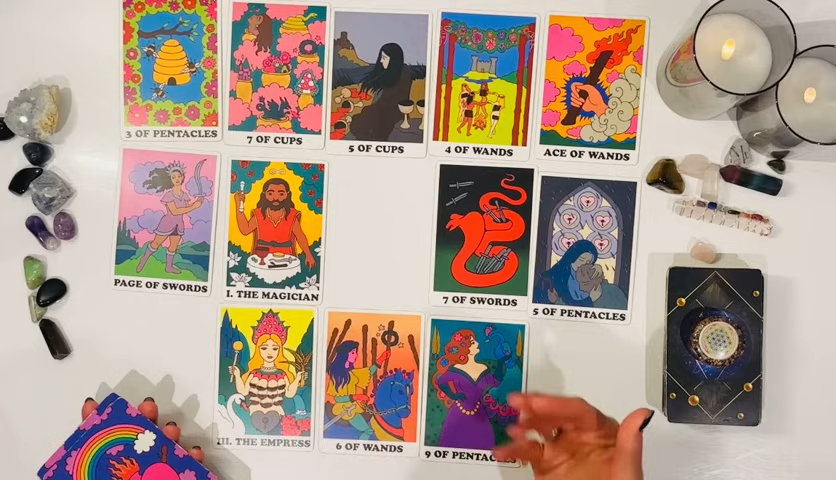 3 OF PENTACLES
7 OF CUPS
5 OF CUPS
4 OF WANDS
ACE OF WANDS
PAGE OF SWORDS
I. THE MAGICIAN
7 OF SWORDS
5 OF PENTACLES
III. THE EMPRESS
6 OF WANDS
9 OF PENTACLES